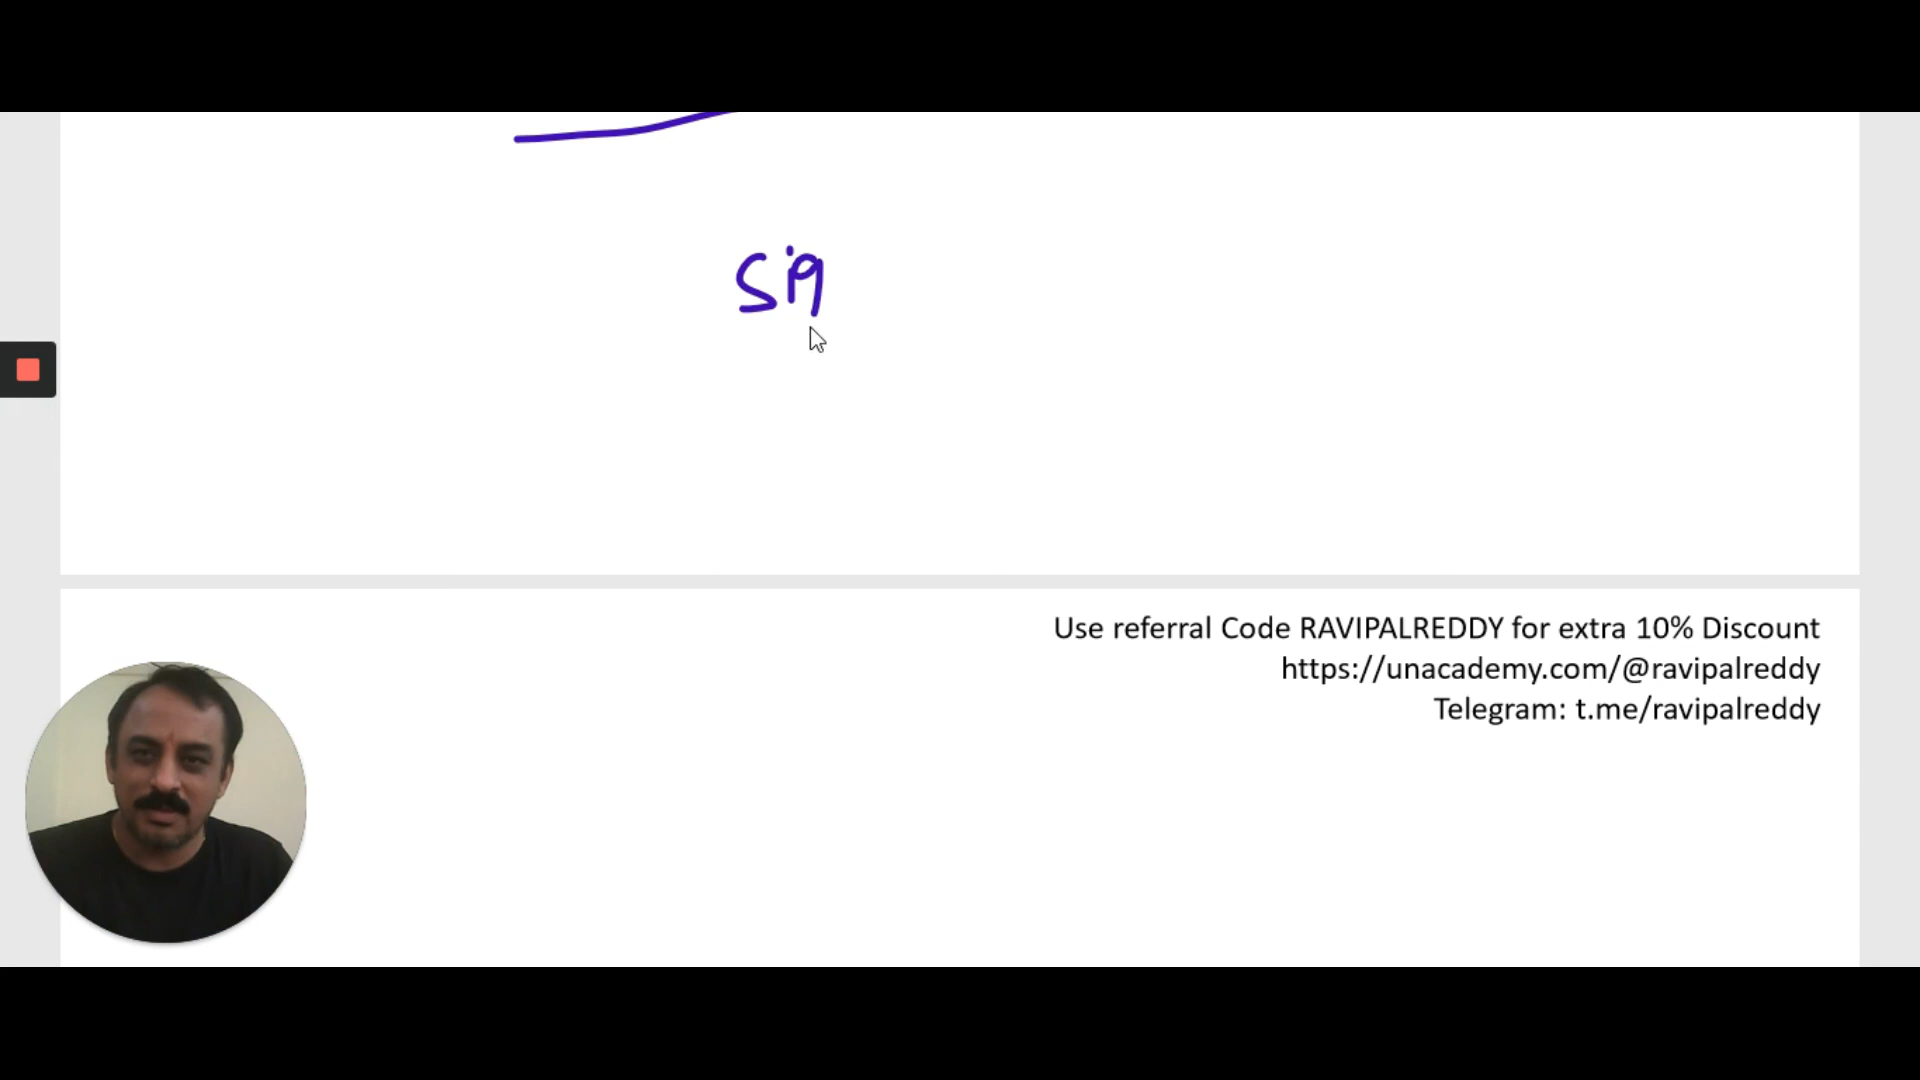 sig
Use referral Code RAVIPALREDDY for extra 10% Discount
https://unacademy.com/@ravipalreddy
Telegram: t.me/ravipalreddy